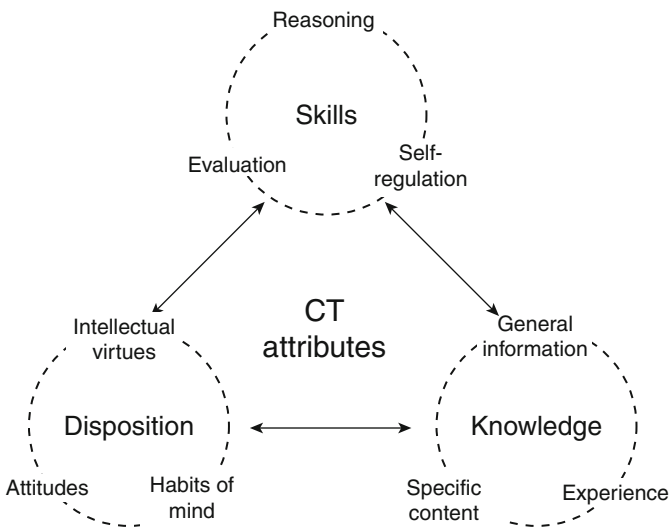 Reasoning
Skills
Evaluation
Self-
regulation
CT
attributes
Intellectual
virtues
Disposition
Attitudes
Habits of
mind
General
information
Knowledge
Specific
content
Experience